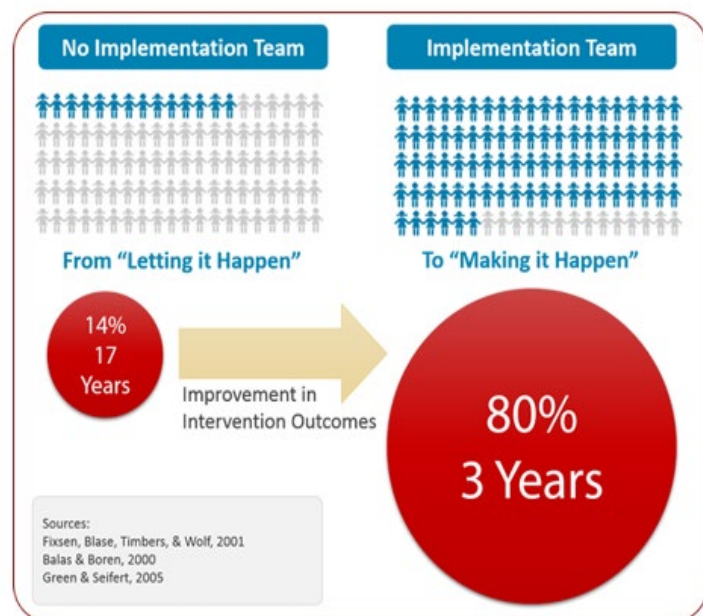 No Implementation Team
Implementation Team
From “Letting it Happen”
To “Making it Happen”
14%
17
Years
Improvement in
Intervention Outcomes
80%
3 Years
Sources:
Fixsen, Blase, Timbers, & Wolf, 2001
Balas & Boren, 2000
Green & Seifert, 2005